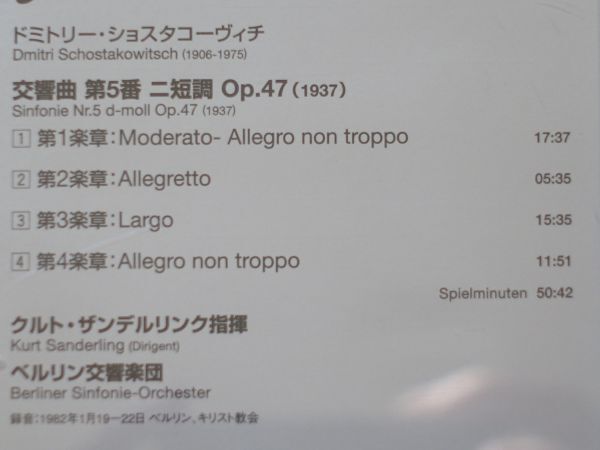 ドミトリー・ショスタコーヴィチ
Dmitri Schostakowitsch (1906-1975)
交響曲 第5番 ニ短調 Op.47 (1937)
Sinfonie Nr.5 d-moll Op.47 (1937)
1 第1楽章:Moderato- Allegro non troppo 17:37
2 第2楽章:Allegretto 05:35
3 第3楽章:Largo 15:35
4 第4楽章:Allegro non troppo 11:51
Spielminuten 50:42
クルト・ザンデルリンク指揮
Kurt Sanderling (Dirigent)
ベルリン交響楽団
Berliner Sinfonie-Orchester
録音:1982年1月19—22日 ベルリン、キリスト教会